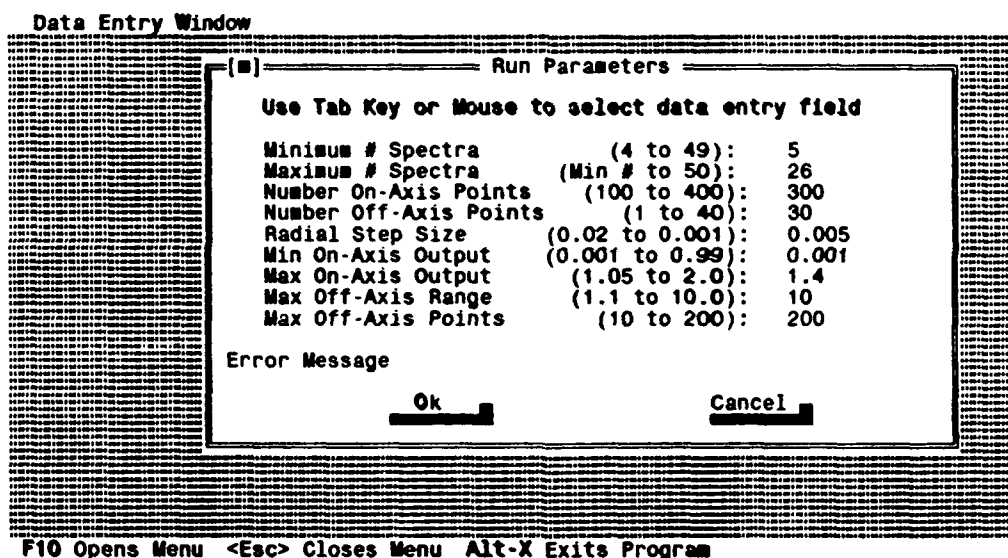 Data Entry Window
[■] Run Parameters
Use Tab Key or Mouse to select data entry field
Minimum # Spectra (4 to 49): 5
Maximum # Spectra (Min # to 50): 26
Number On-Axis Points (100 to 400): 300
Number Off-Axis Points (1 to 40): 30
Radial Step Size (0.02 to 0.001): 0.005
Min On-Axis Output (0.001 to 0.99): 0.001
Max On-Axis Output (1.05 to 2.0): 1.4
Max Off-Axis Range (1.1 to 10.0): 10
Max Off-Axis Points (10 to 200): 200
Error Message
Ok Cancel
F10 Opens Menu <Esc> Closes Menu Alt-X Exits Program